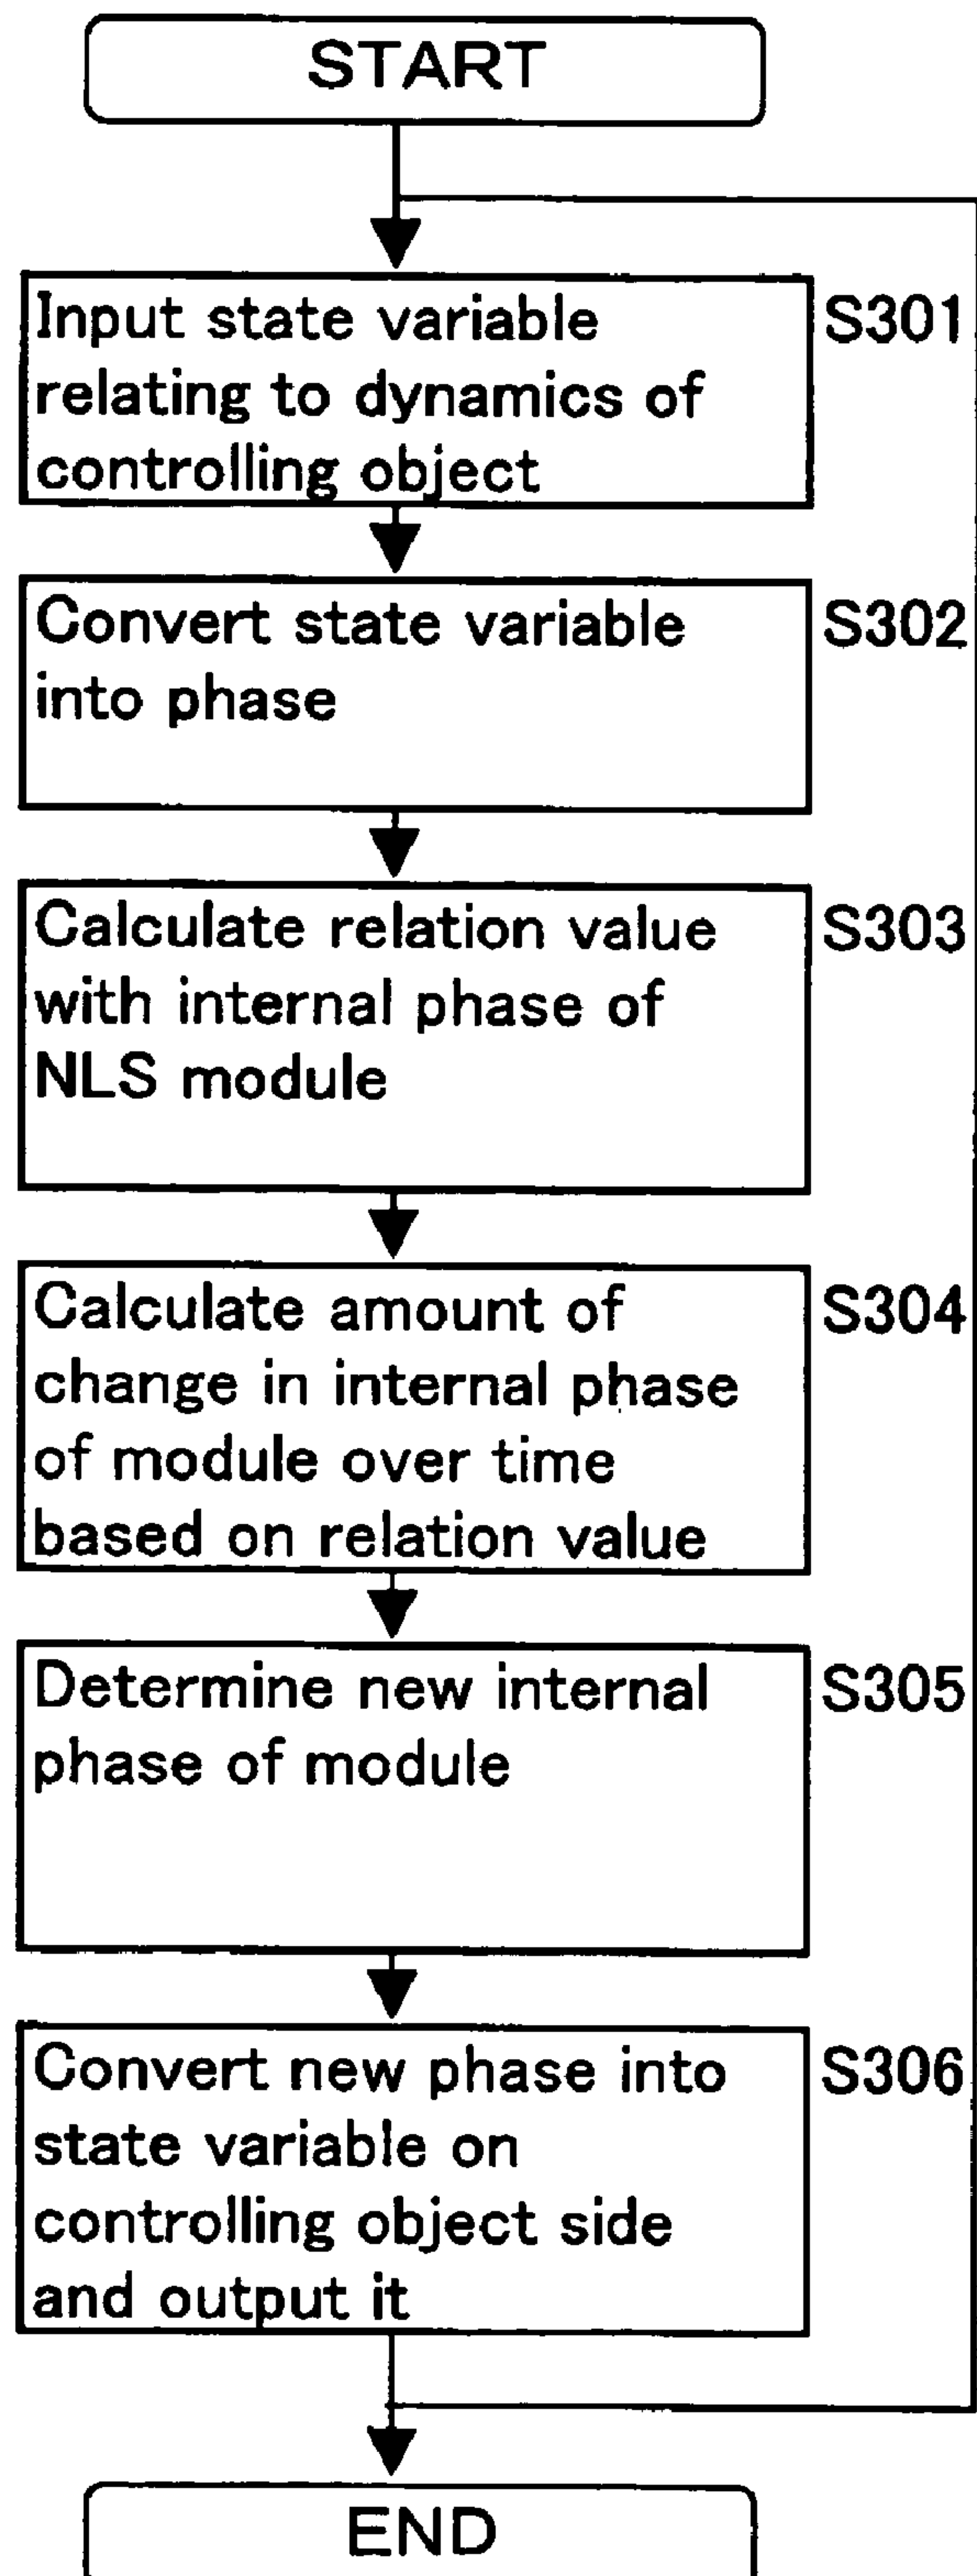 START
Input state variable
relating to dynamics of
controlling object
S301
Convert state variable
into phase
S302
Calculate relation value
with internal phase of
NLS module
S303
Calculate amount of
change in internal phase
of module over time
based on relation value
S304
Determine new internal
phase of module
S305
Convert new phase into
state variable on
controlling object side
and output it
S306
END